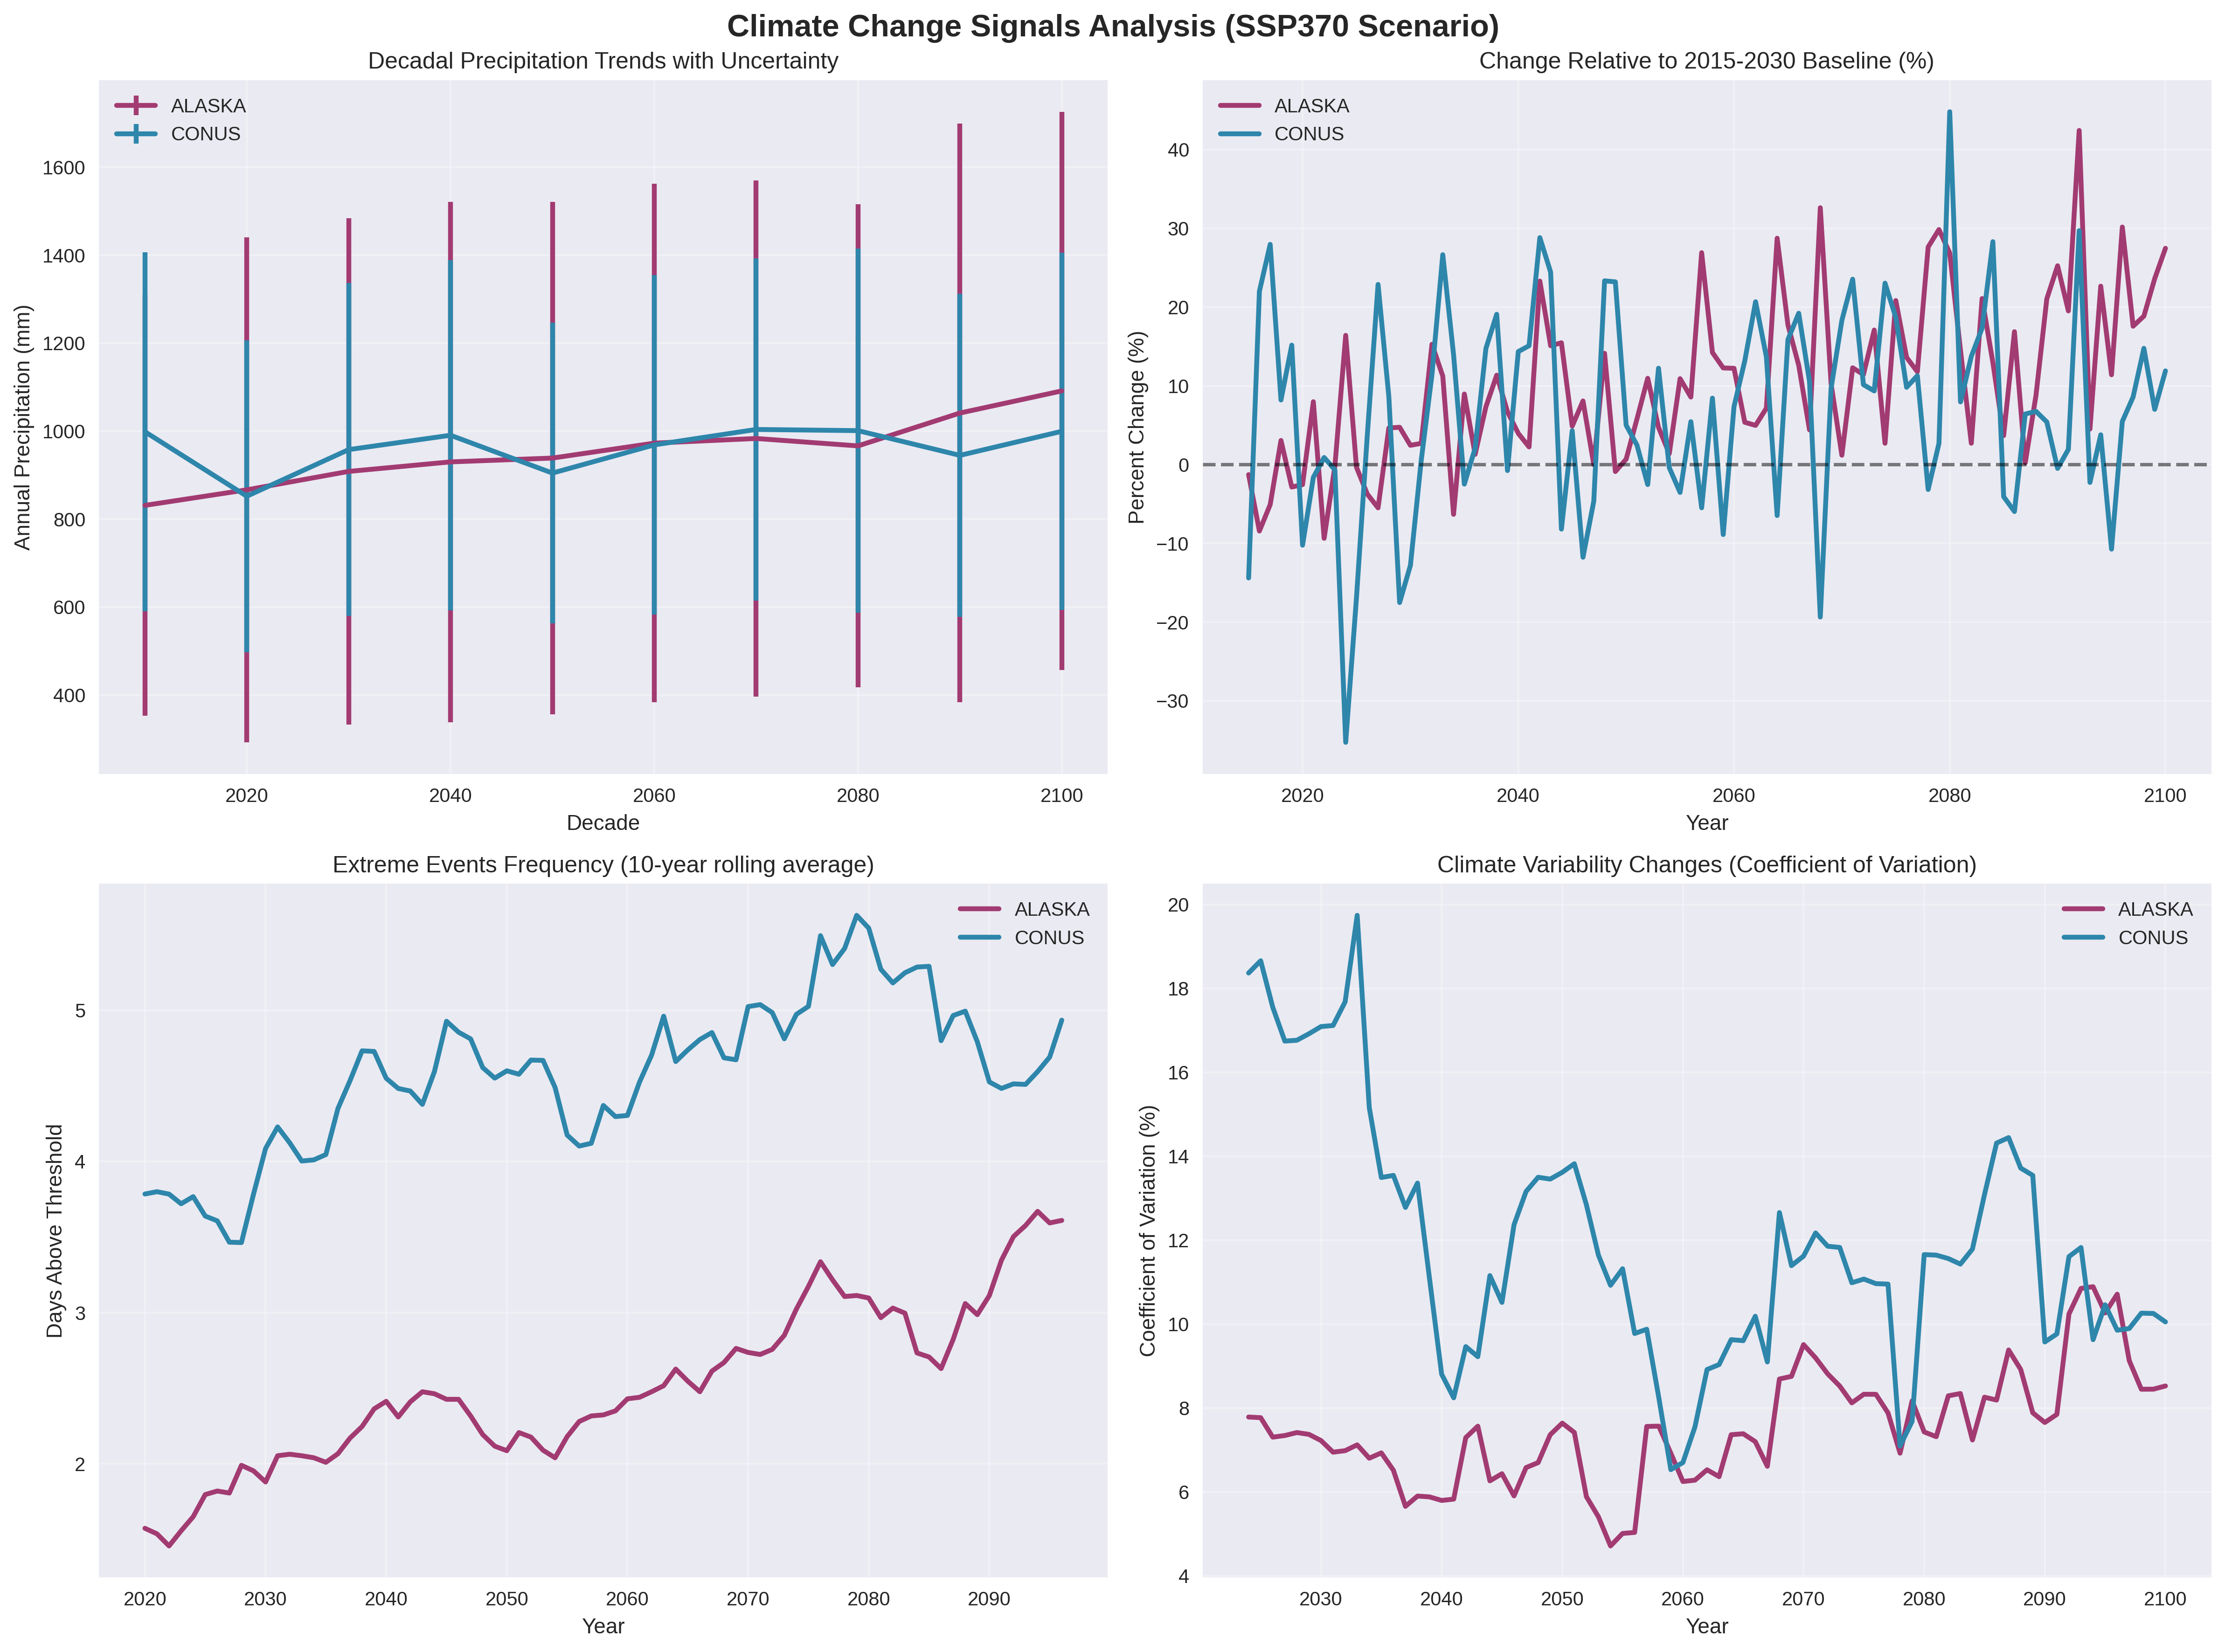 Climate Change Signals Analysis (SSP370 Scenario)
Decadal Precipitation Trends with Uncertainty
ALASKA
CONUS
1600
1400
1200
1000
800
600
400
Annual Precipitation (mm)
2020 2040 2060 2080 2100
Decade
Change Relative to 2015-2030 Baseline (%)
ALASKA
CONUS
40
30
20
10
0
−10
−20
−30
Percent Change (%)
2020 2040 2060 2080 2100
Year
Extreme Events Frequency (10-year rolling average)
ALASKA
CONUS
5
4
3
2
Days Above Threshold
2020 2030 2040 2050 2060 2070 2080 2090
Year
Climate Variability Changes (Coefficient of Variation)
ALASKA
CONUS
20
18
16
14
12
10
8
6
4
Coefficient of Variation (%)
2030 2040 2050 2060 2070 2080 2090 2100
Year